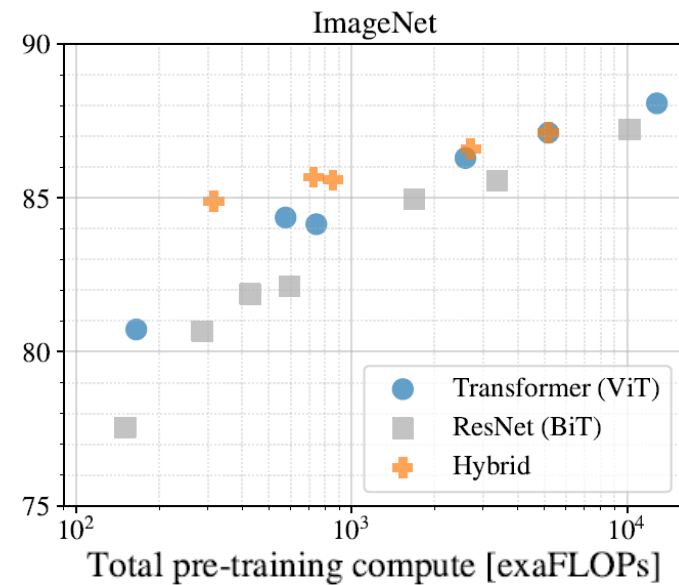 ImageNet
90
85
80
75
10²
10³
10⁴
Transformer (ViT)
ResNet (BiT)
Hybrid
Total pre-training compute [exaFLOPs]